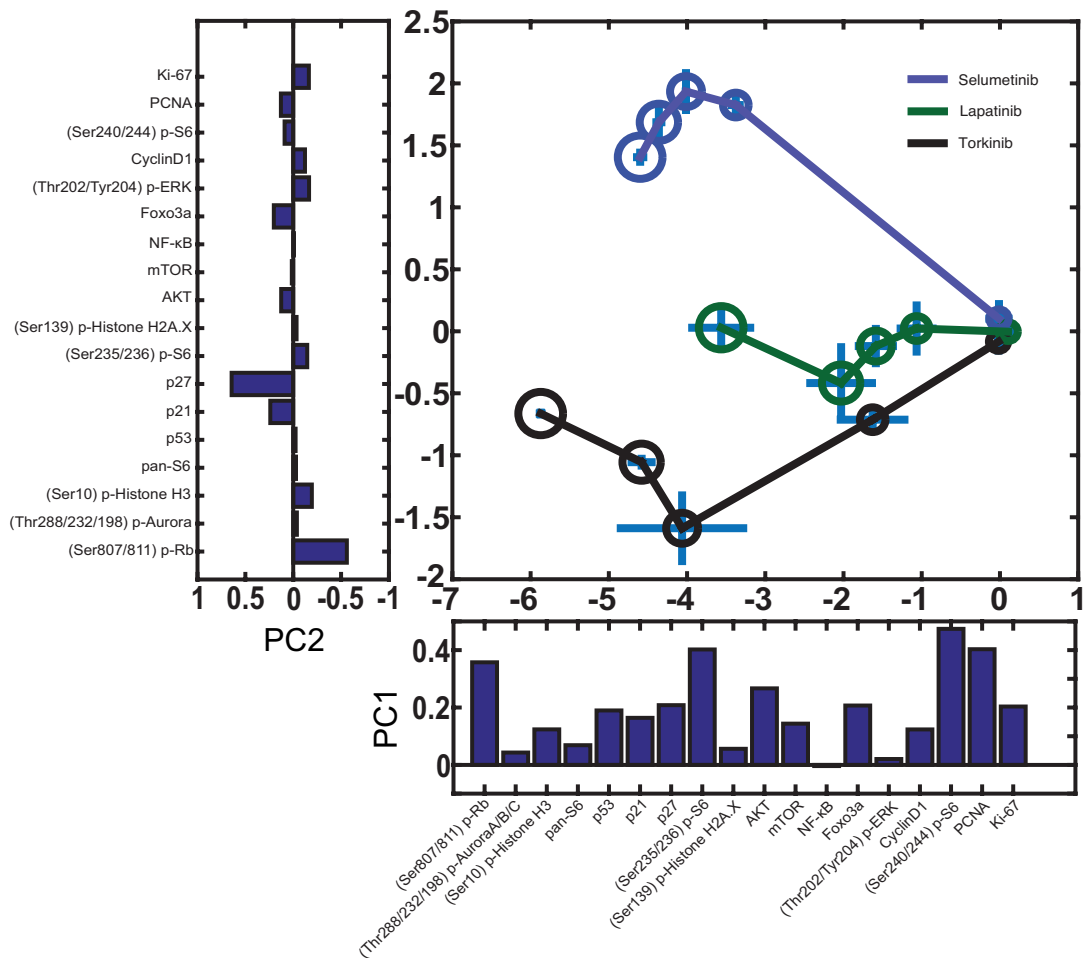 Ki-67
PCNA
(Ser240/244) p-S6
CyclinD1
(Thr202/Tyr204) p-ERK
Foxo3a
NF-κB
mTOR
AKT
(Ser139) p-Histone H2A.X
(Ser235/236) p-S6
p27
p21
p53
pan-S6
(Ser10) p-Histone H3
(Thr288/232/198) p-Aurora
(Ser807/811) p-Rb
1 0.5 0 -0.5 -1
PC2
2.5
2
1.5
1
0.5
0
-0.5
-1
-1.5
-2
Selumetinib
Lapatinib
Torkinib
-7 -6 -5 -4 -3 -2 -1 0 1
PC1
0.4
0.2
0
(Ser807/811) p-Rb
(Thr288/232/198) p-AuroraA/B/C
(Ser10) p-Histone H3
pan-S6
p53
p21
p27
(Ser235/236) p-S6
(Ser139) p-Histone H2A.X
AKT
mTOR
NF-κB
Foxo3a
(Thr202/Tyr204) p-ERK
CyclinD1
(Ser240/244) p-S6
PCNA
Ki-67